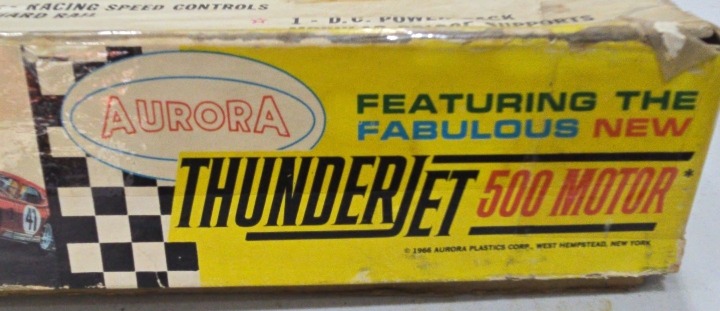 - RACING SPEED CONTROLS
1 - D.C. POWER PACK
SUPPORTS
AURORA
FEATURING THE
FABULOUS NEW
THUNDERJET 500 MOTOR*
41
© 1966 AURORA PLASTICS CORP., WEST HEMPSTEAD, NEW YORK